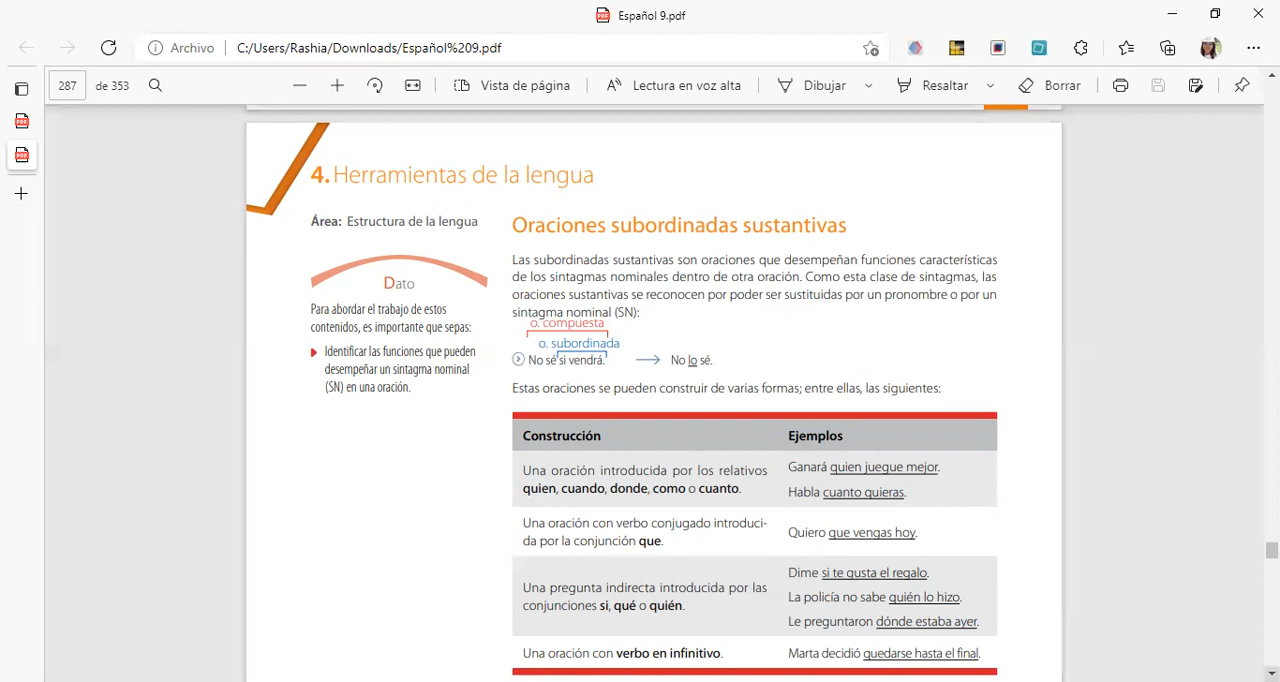 Español 9.pdf
Archivo C:/Users/Rashia/Downloads/Español%209.pdf
287 de 353 Vista de página Lectura en voz alta Dibujar Resaltar Borrar
4. Herramientas de la lengua
Área: Estructura de la lengua
Dato
Para abordar el trabajo de estos
contenidos, es importante que sepas:
Identificar las funciones que pueden
desempeñar un sintagma nominal
(SN) en una oración.
Oraciones subordinadas sustantivas
Las subordinadas sustantivas son oraciones que desempeñan funciones características
de los sintagmas nominales dentro de otra oración. Como esta clase de sintagmas, las
oraciones sustantivas se reconocen por poder ser sustituidas por un pronombre o por un
sintagma nominal (SN):
o. compuesta
o. subordinada
No sé si vendrá. → No lo sé.
Estas oraciones se pueden construir de varias formas; entre ellas, las siguientes:
Construcción Ejemplos
Una oración introducida por los relativos
quien, cuando, donde, como o cuanto.
Ganará quien juegue mejor.
Habla cuanto quieras.
Una oración con verbo conjugado introduci-
da por la conjunción que.
Quiero que vengas hoy.
Una pregunta indirecta introducida por las
conjunciones si, qué o quién.
Dime si te gusta el regalo.
La policía no sabe quién lo hizo.
Le preguntaron dónde estaba ayer.
Una oración con verbo en infinitivo. Marta decidió quedarse hasta el final.